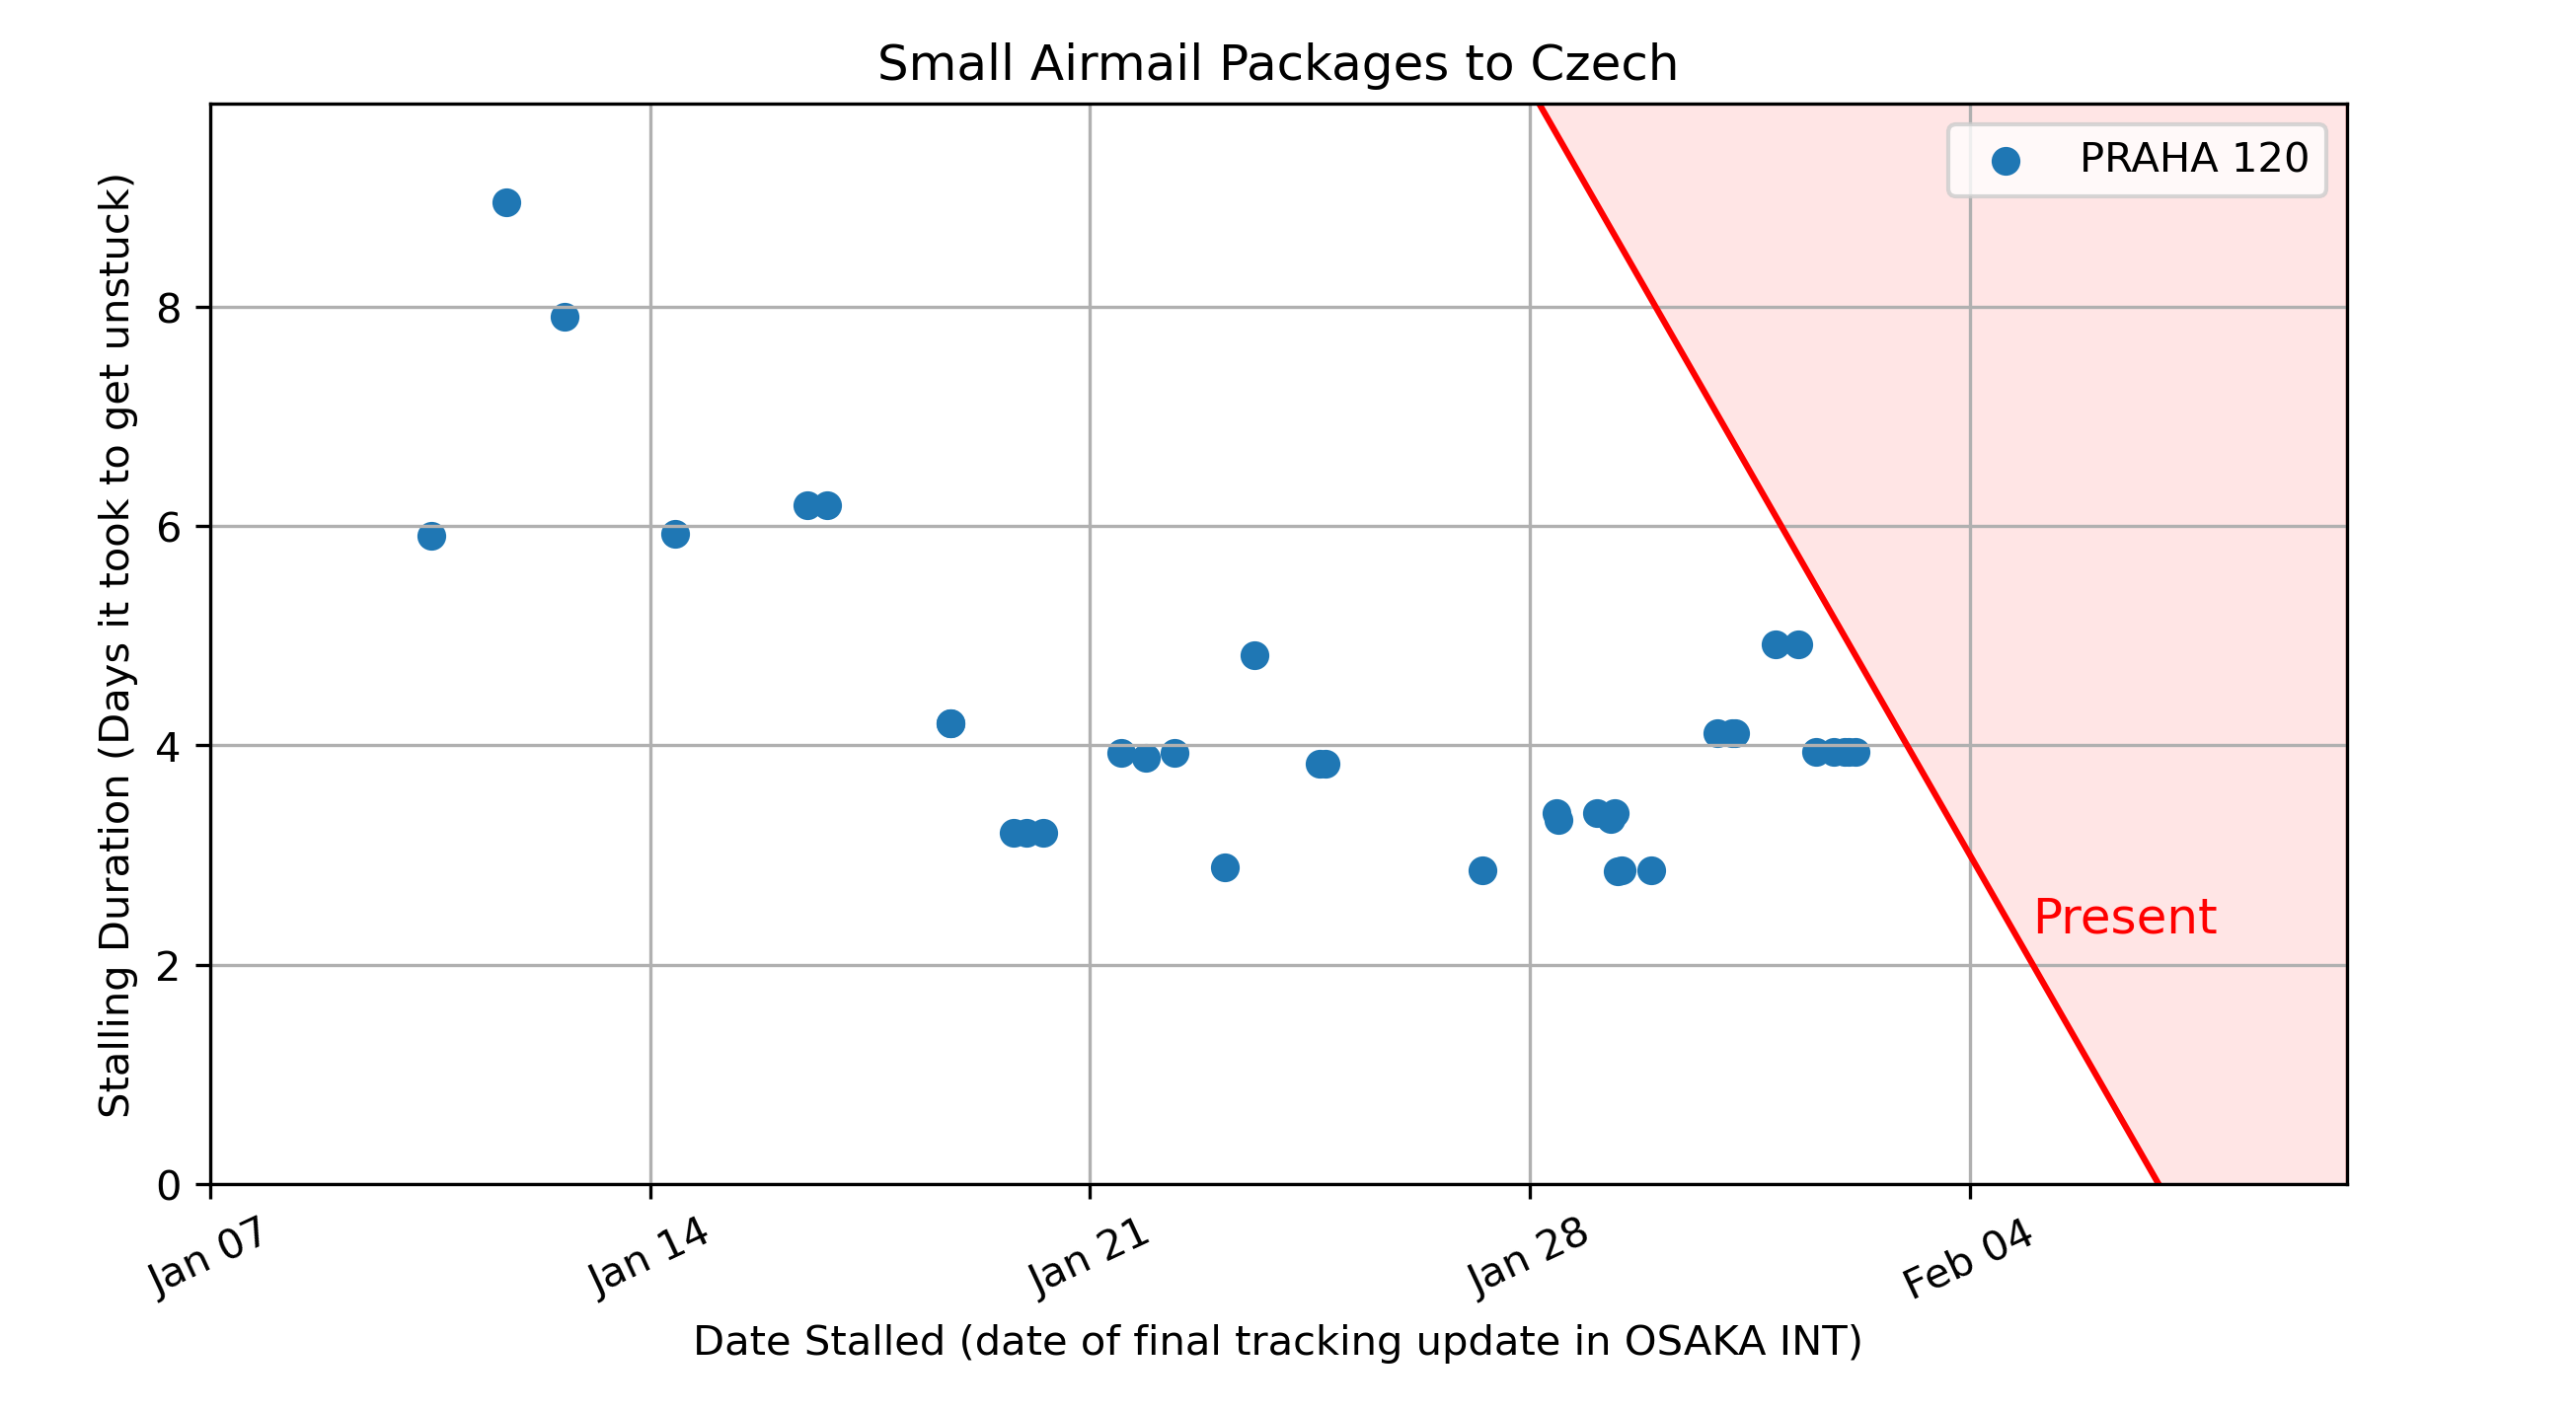 Small Airmail Packages to Czech
PRAHA 120
Stalling Duration (Days it took to get unstuck)
8
6
4
2
0
Present
Jan 07
Jan 14
Jan 21
Jan 28
Feb 04
Date Stalled (date of final tracking update in OSAKA INT)